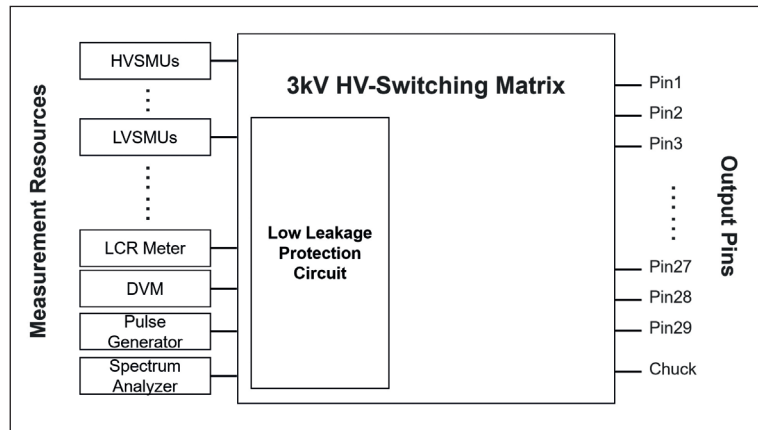 Measurement Resources
HVSMUs
LVSMUs
LCR Meter
DVM
Pulse
Generator
Spectrum
Analyzer
3kV HV-Switching Matrix
Low Leakage
Protection
Circuit
Pin1
Pin2
Pin3
Pin27
Pin28
Pin29
Chuck
Output Pins